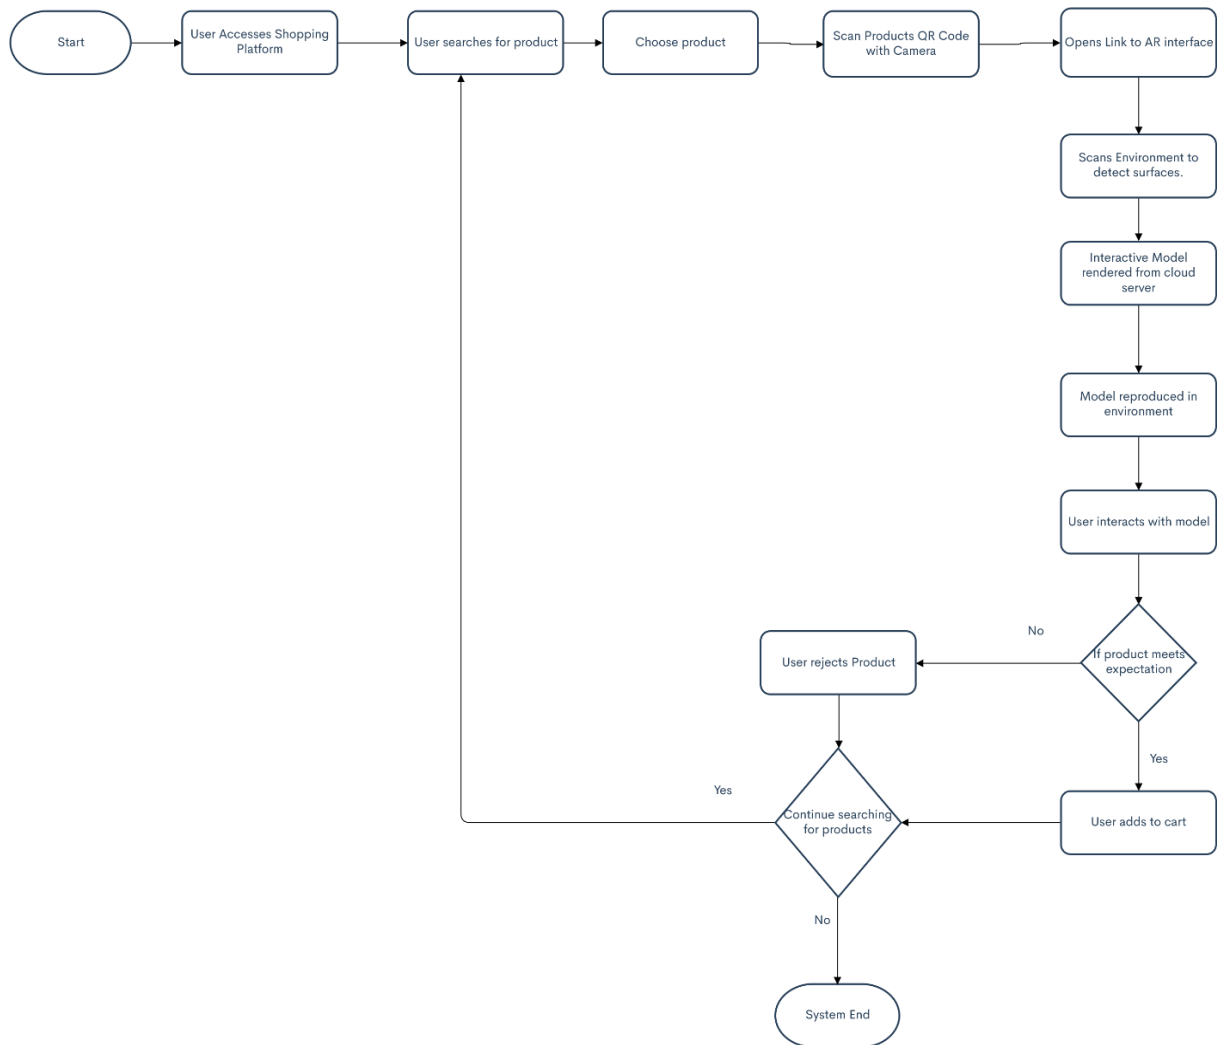 Start
User Accesses Shopping
Platform
User searches for product
Choose product
Scan Products QR Code
with Camera
Opens Link to AR interface
Scans Environment to
detect surfaces.
Interactive Model
rendered from cloud
server
Model reproduced in
environment
User interacts with model
If product meets
expectation
No
User rejects Product
Yes
User adds to cart
Continue searching
for products
Yes
No
System End